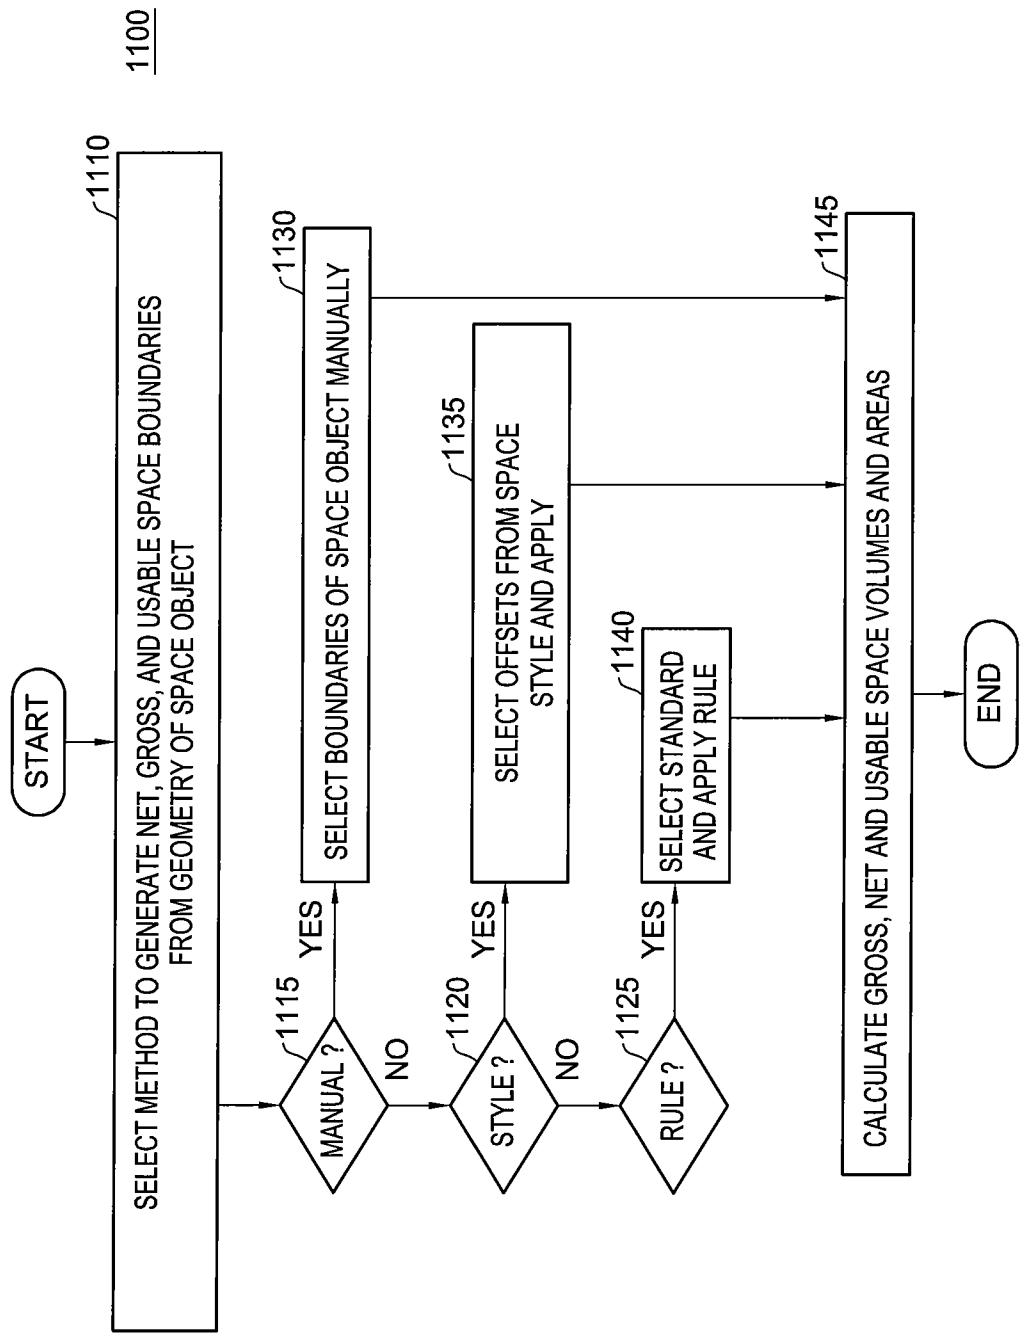 1100
START
1110
SELECT METHOD TO GENERATE NET, GROSS, AND USABLE SPACE BOUNDARIES
FROM GEOMETRY OF SPACE OBJECT
1115
MANUAL ?
YES
NO
1130
SELECT BOUNDARIES OF SPACE OBJECT MANUALLY
1120
STYLE ?
YES
NO
1135
SELECT OFFSETS FROM SPACE
STYLE AND APPLY
1125
RULE ?
YES
1140
SELECT STANDARD
AND APPLY RULE
1145
CALCULATE GROSS, NET AND USABLE SPACE VOLUMES AND AREAS
END